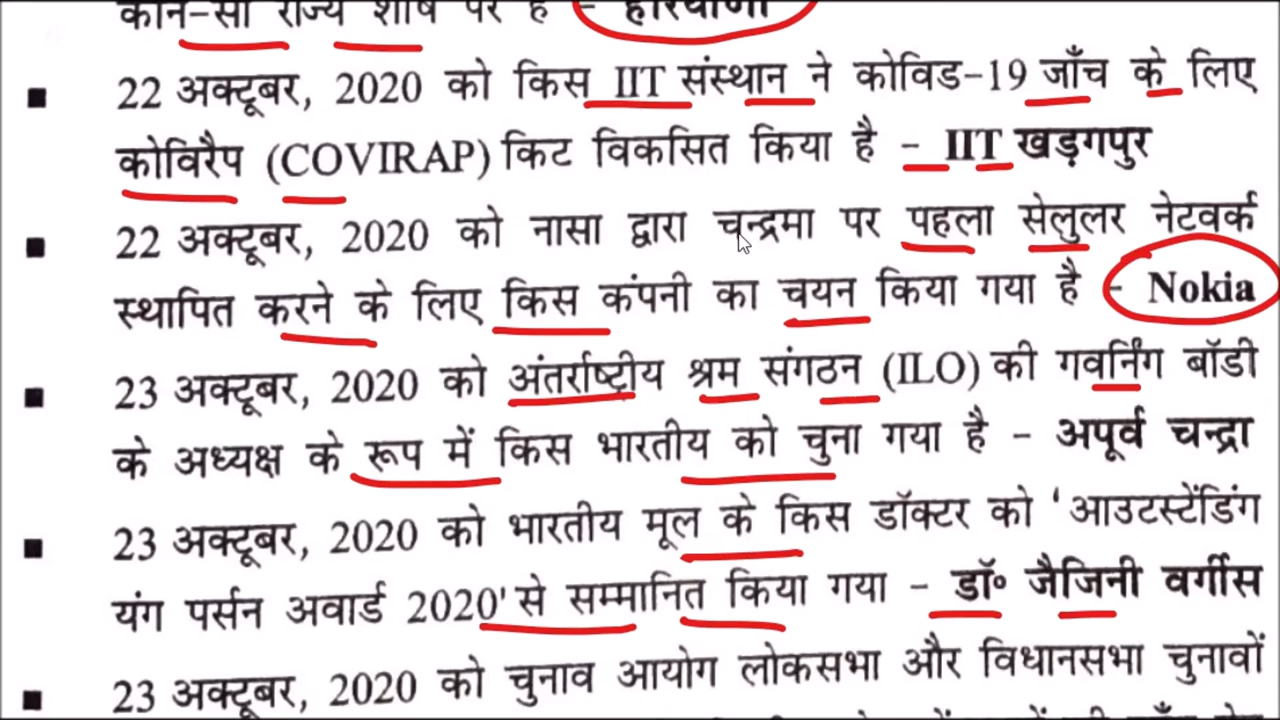 कौन-सा राज्य शीर्ष पर है - हरियाणा
22 अक्टूबर, 2020 को किस IIT संस्थान ने कोविड-19 जाँच के लिए
कोविरैप (COVIRAP) किट विकसित किया है - IIT खड़गपुर
22 अक्टूबर, 2020 को नासा द्वारा चन्द्रमा पर पहला सेलुलर नेटवर्क
स्थापित करने के लिए किस कंपनी का चयन किया गया है - Nokia
23 अक्टूबर, 2020 को अंतर्राष्ट्रीय श्रम संगठन (ILO) की गवर्निंग बॉडी
के अध्यक्ष के रूप में किस भारतीय को चुना गया है - अपूर्व चन्द्रा
23 अक्टूबर, 2020 को भारतीय मूल के किस डॉक्टर को 'आउटस्टेंडिंग
यंग पर्सन अवार्ड 2020' से सम्मानित किया गया - डॉ॰ जैजिनी वर्गीस
23 अक्टूबर, 2020 को चुनाव आयोग लोकसभा और विधानसभा चुनावों